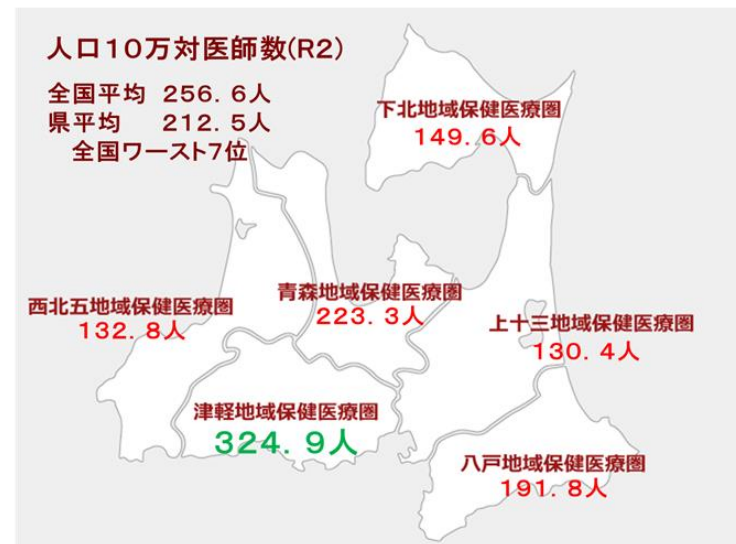 人口１０万対医師数(R2)
全国平均 ２５６．６人
県平均 ２１２．５人
全国ワースト7位
下北地域保健医療圏
１４９．６人
青森地域保健医療圏
２２３．３人
西北五地域保健医療圏
１３２．８人
上十三地域保健医療圏
１３０．４人
津軽地域保健医療圏
３２４．９人
八戸地域保健医療圏
１９１．８人